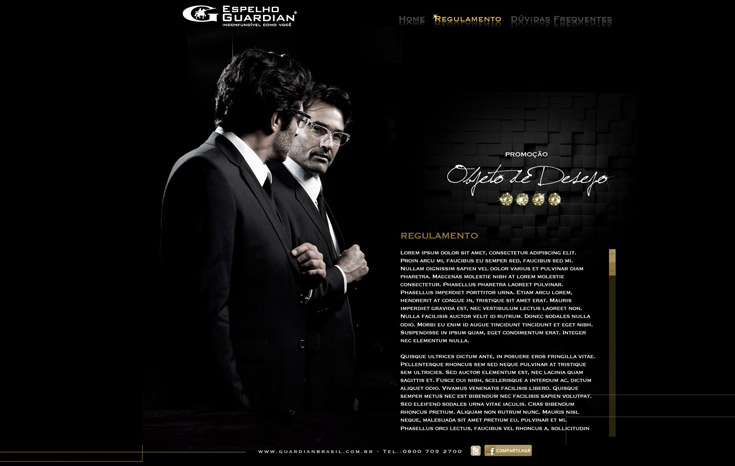 Espelho
Guardian®
INCONFUNDÍVEL COMO VOCÊ
Home Regulamento Dúvidas Frequentes
PROMOÇÃO
Objeto de Desejo
REGULAMENTO
Lorem ipsum dolor sit amet, consectetur adipiscing elit.
Proin arcu mi, faucibus eu semper sed, faucibus sed mi.
Nullam dignissim sapien vel dolor varius et pulvinar diam
pharetra. Maecenas molestie nibh at lorem molestie
consectetur. Phasellus pharetra laoreet pulvinar.
Phasellus imperdiet porttitor urna. Etiam arcu lorem,
hendrerit at congue in, tristique sit amet erat. Mauris
imperdiet gravida est, nec vestibulum lectus laoreet non.
Nulla facilisis auctor velit id rutrum. Donec sodales nulla
odio. Morbi eu enim id augue tincidunt tincidunt et eget nibh.
Suspendisse in ipsum quam, eget condimentum erat. Integer
nec elementum nulla.
Quisque ultrices dictum ante, in posuere eros fringilla vitae.
Pellentesque rhoncus sem sed neque pulvinar at tristique
sem ultricies. Sed auctor elementum est, nec lacinia quam
sagittis et. Fusce dui nibh, scelerisque a interdum ac, dictum
aliquet odio. Vivamus venenatis facilisis libero. Quisque
semper metus nec est bibendum nec facilisis sapien volutpat.
Sed eleifend sodales urna vitae iaculis. Cras bibendum
rhoncus pretium. Aliquam non rutrum nunc. Mauris nisl
neque, malesuada sit amet pretium eu, pulvinar et mi.
Phasellus orci lectus, faucibus vel rhoncus a, sollicitudin
www.guardianbrasil.com.br - Tel.:0800 709 2700
COMPARTILHAR